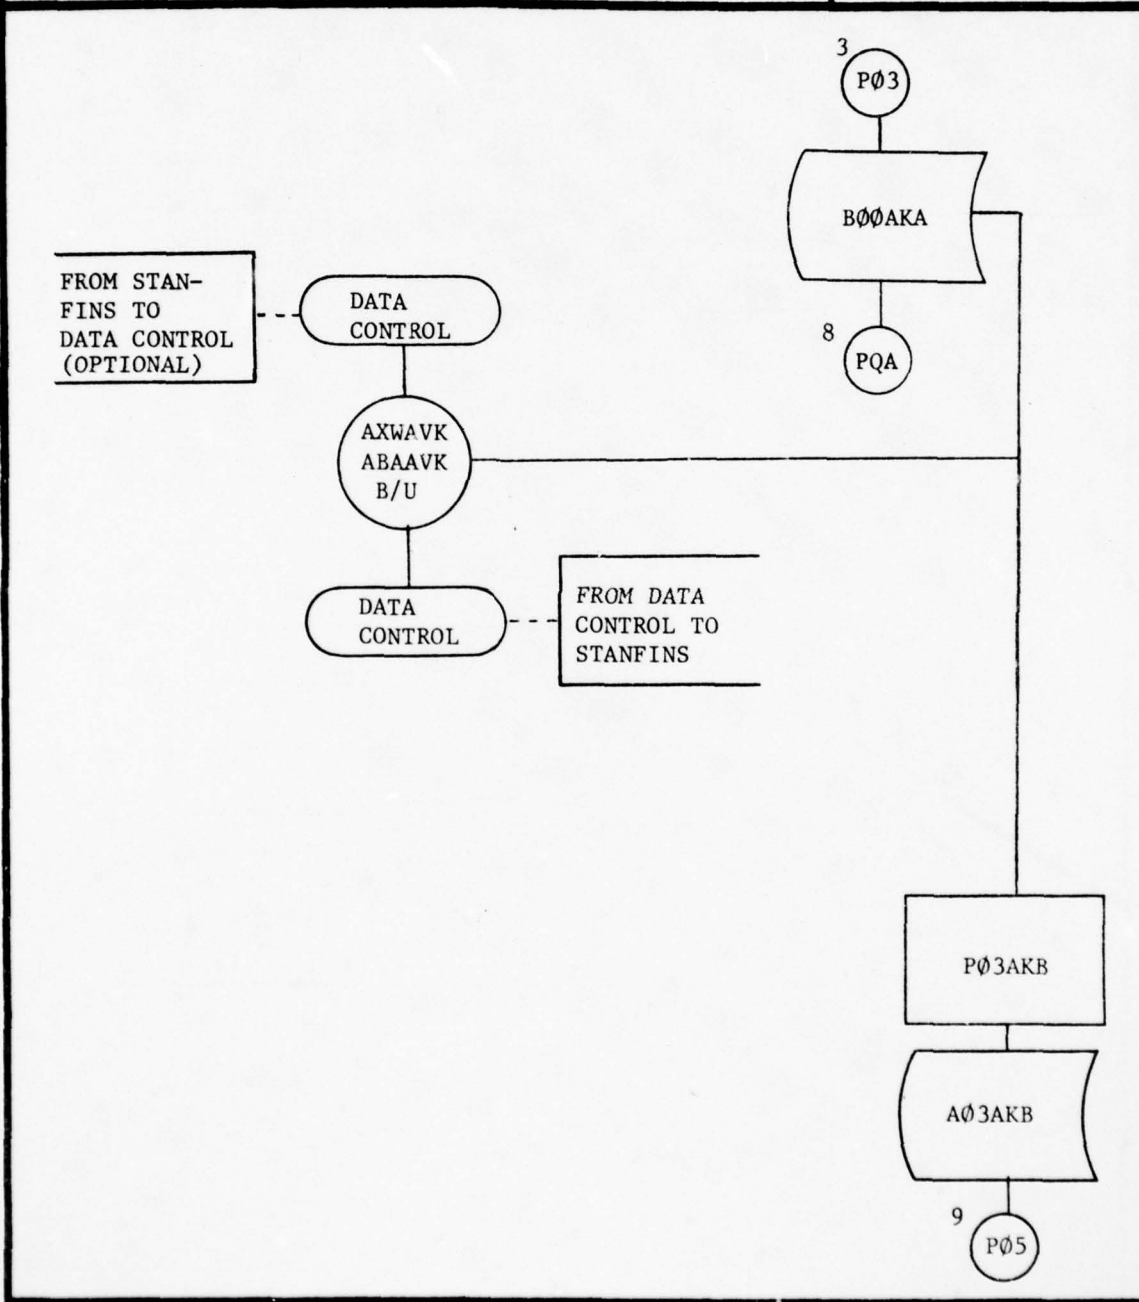 3
PØ3
BØØAKA
8
PQA
FROM STAN-
FINS TO
DATA CONTROL
(OPTIONAL)
DATA
CONTROL
AXWAVK
ABAAVK
B/U
DATA
CONTROL
FROM DATA
CONTROL TO
STANFINS
PØ3AKB
AØ3AKB
9
PØ5